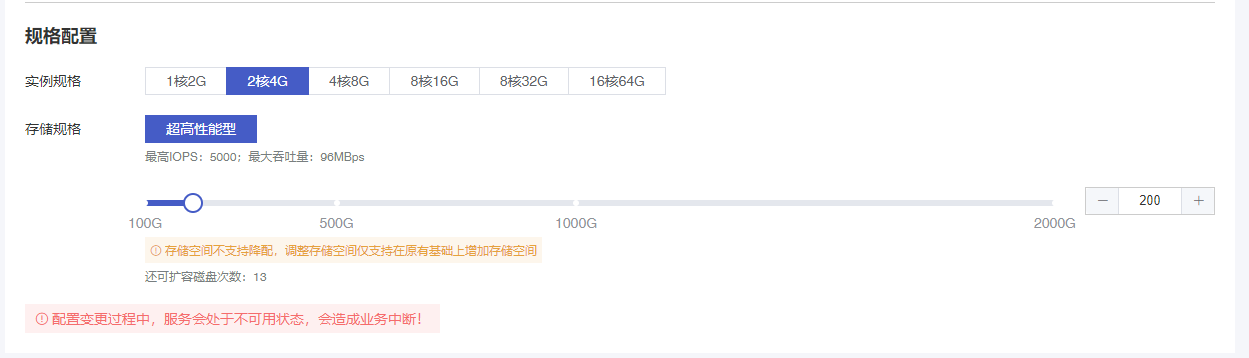 规格配置
实例规格 1核2G 2核4G 4核8G 8核16G 8核32G 16核64G
存储规格 超高性能型
最高IOPS：5000；最大吞吐量：96MBps
200
100G 500G 1000G 2000G
存储空间不支持降配，调整存储空间仅支持在原有基础上增加存储空间
还可扩容磁盘次数：13
配置变更过程中，服务会处于不可用状态，会造成业务中断！